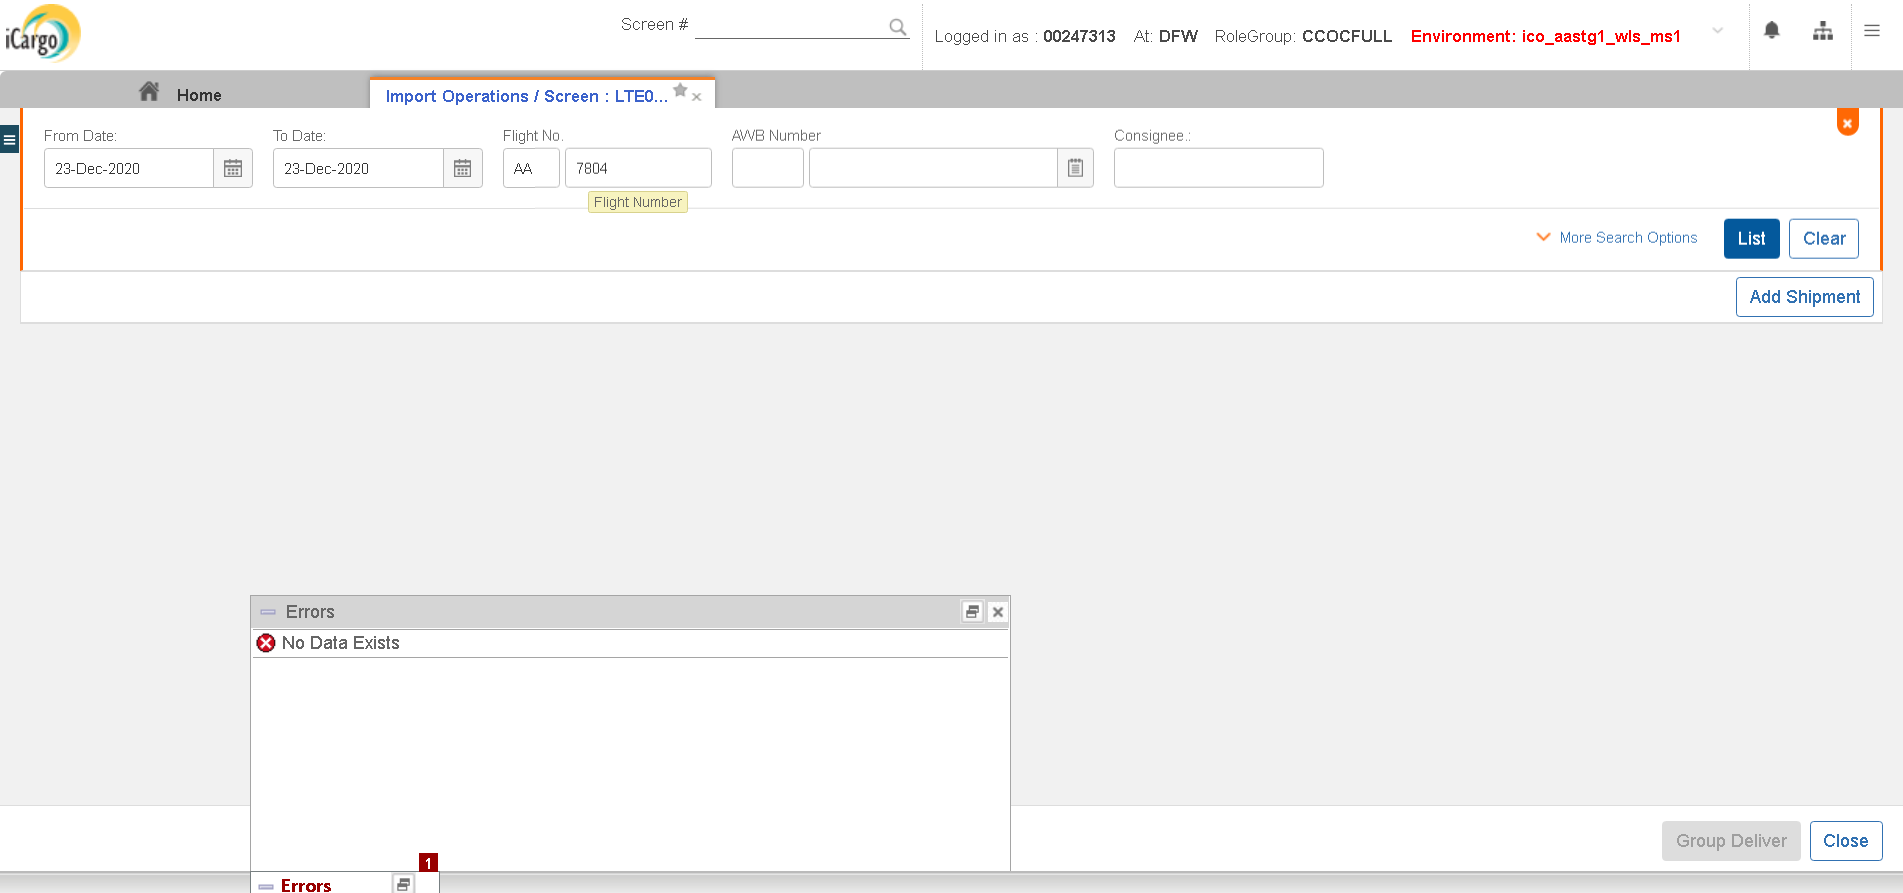 iCargo
Screen #
Logged in as : 00247313 At: DFW RoleGroup: CCOCFULL Environment: ico_aastg1_wls_ms1
Home
Import Operations / Screen : LTE0...
From Date:
To Date:
Flight No.
AWB Number
Consignee.:
23-Dec-2020
23-Dec-2020
AA
7804
Flight Number
More Search Options
List
Clear
Add Shipment
Errors
No Data Exists
Group Deliver
Close
1
Errors